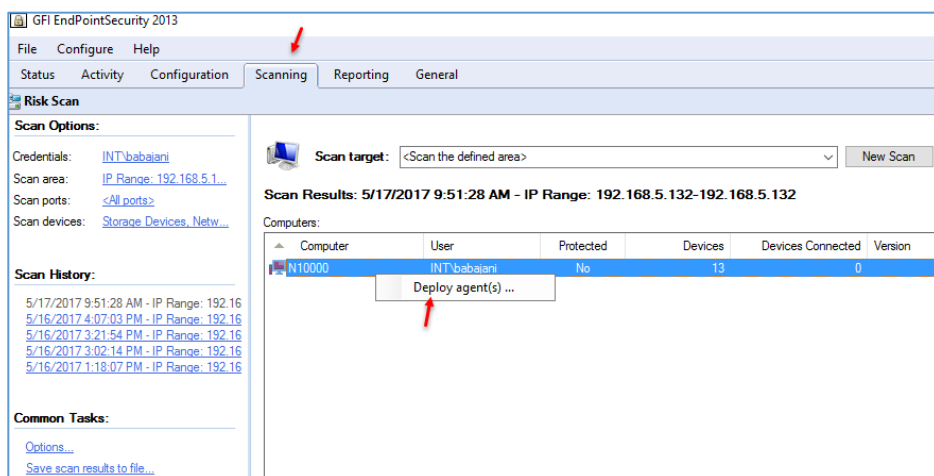 GFI EndPointSecurity 2013
File Configure Help
Status Activity Configuration Scanning Reporting General
Risk Scan
Scan Options:
Credentials: INT\babajani
Scan area: IP Range: 192.168.5.1...
Scan ports: <All ports>
Scan devices: Storage Devices, Netw...
Scan History:
5/17/2017 9:51:28 AM - IP Range: 192.16
5/16/2017 4:07:03 PM - IP Range: 192.16
5/16/2017 3:21:54 PM - IP Range: 192.16
5/16/2017 3:02:14 PM - IP Range: 192.16
5/16/2017 1:18:07 PM - IP Range: 192.16
Common Tasks:
Options...
Save scan results to file...
Scan target: <Scan the defined area> New Scan
Scan Results: 5/17/2017 9:51:28 AM - IP Range: 192.168.5.132-192.168.5.132
Computers:
Computer User Protected Devices Devices Connected Version
N10000 INT\babajani No 13 0
Deploy agent(s) ...